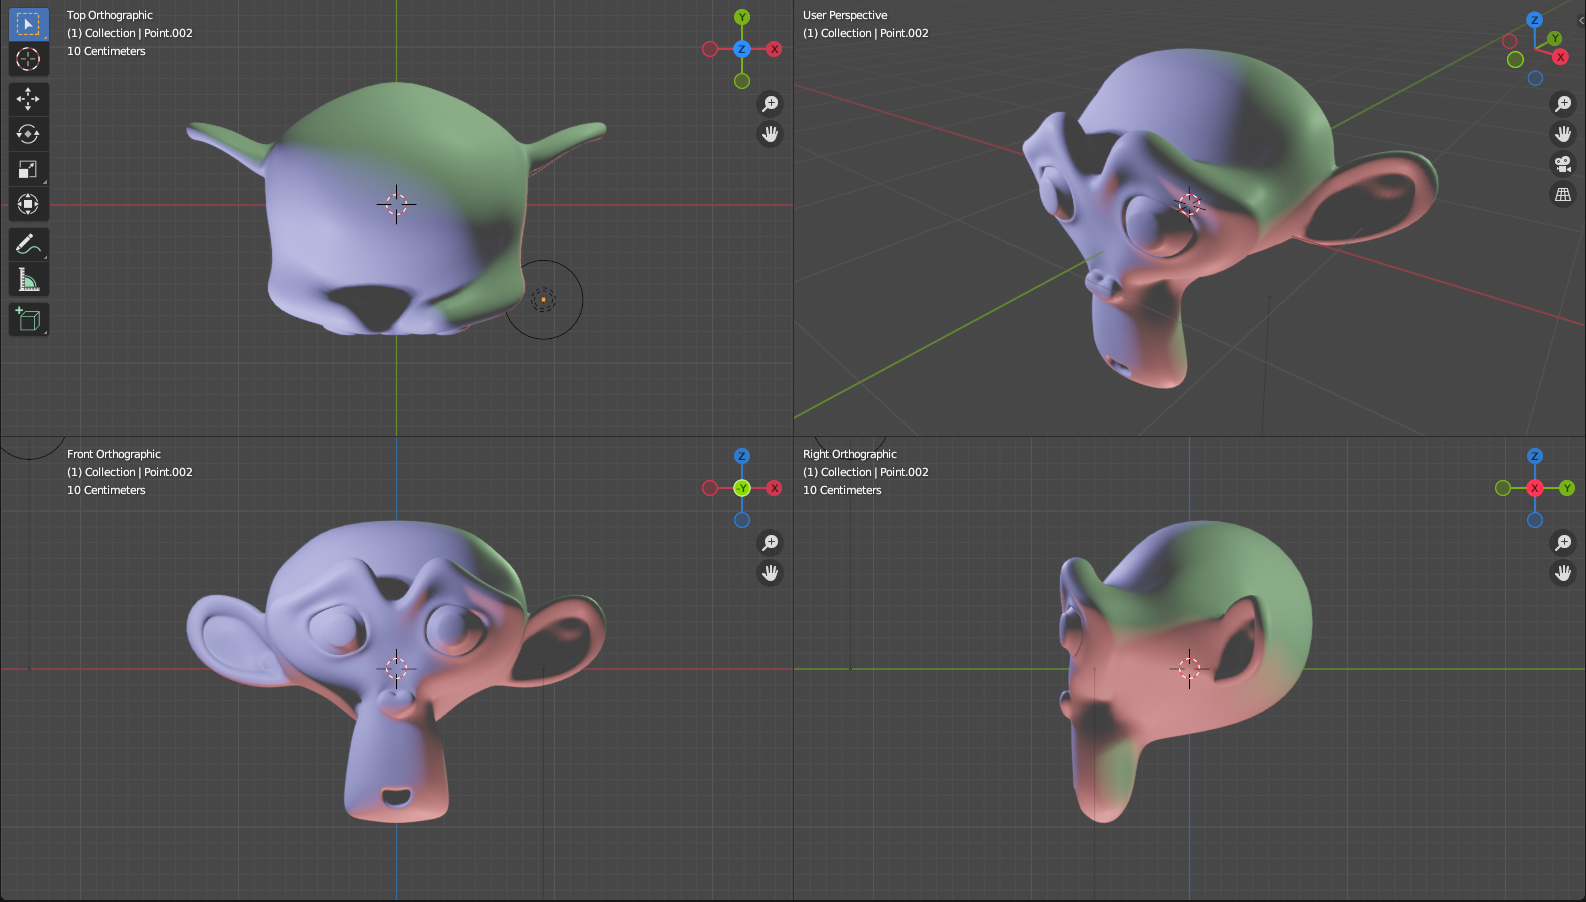 Top Orthographic
(1) Collection | Point.002
10 Centimeters
Y
Z
X
User Perspective
(1) Collection | Point.002
Z
Y
X
Front Orthographic
(1) Collection | Point.002
10 Centimeters
Z
-Y
X
Right Orthographic
(1) Collection | Point.002
10 Centimeters
Z
X
Y